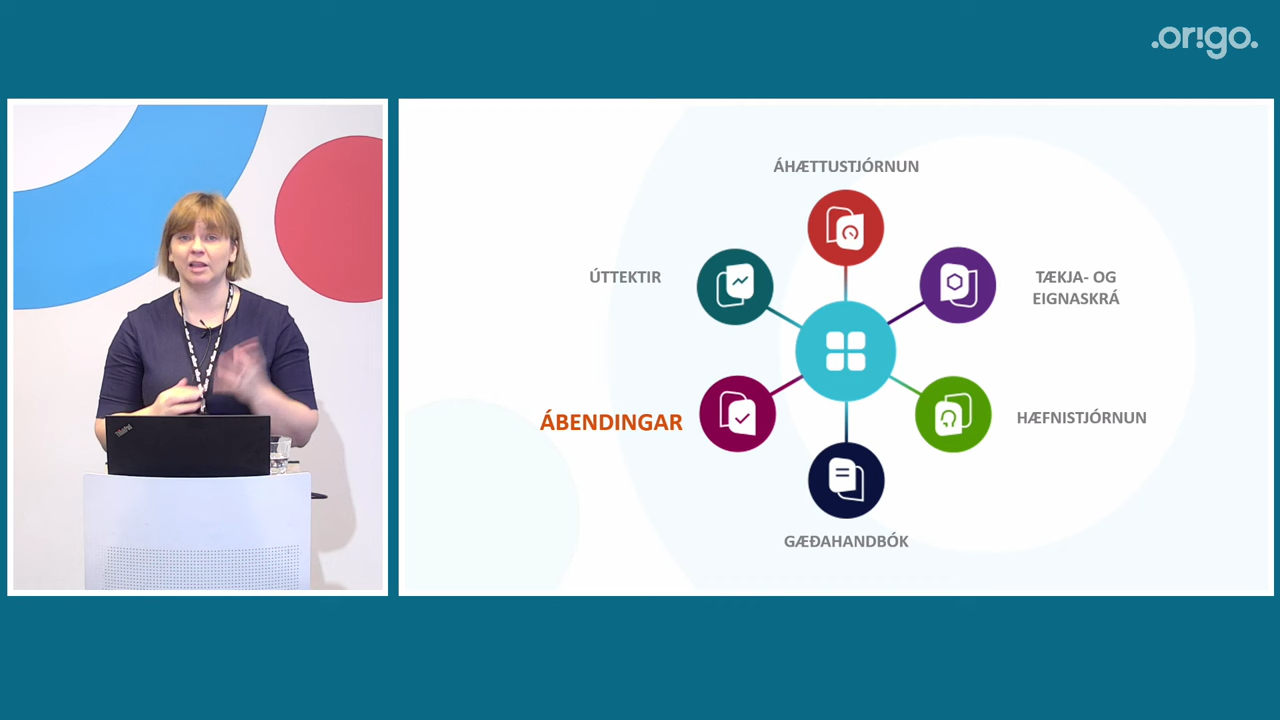 .origo.
ÁHÆTTUSTJÓRNUN
ÚTTEKTIR
TÆKJA- OG
EIGNASKRÁ
ÁBENDINGAR
HÆFNISTJÓRNUN
GÆÐAHANDBÓK
ThinkPad